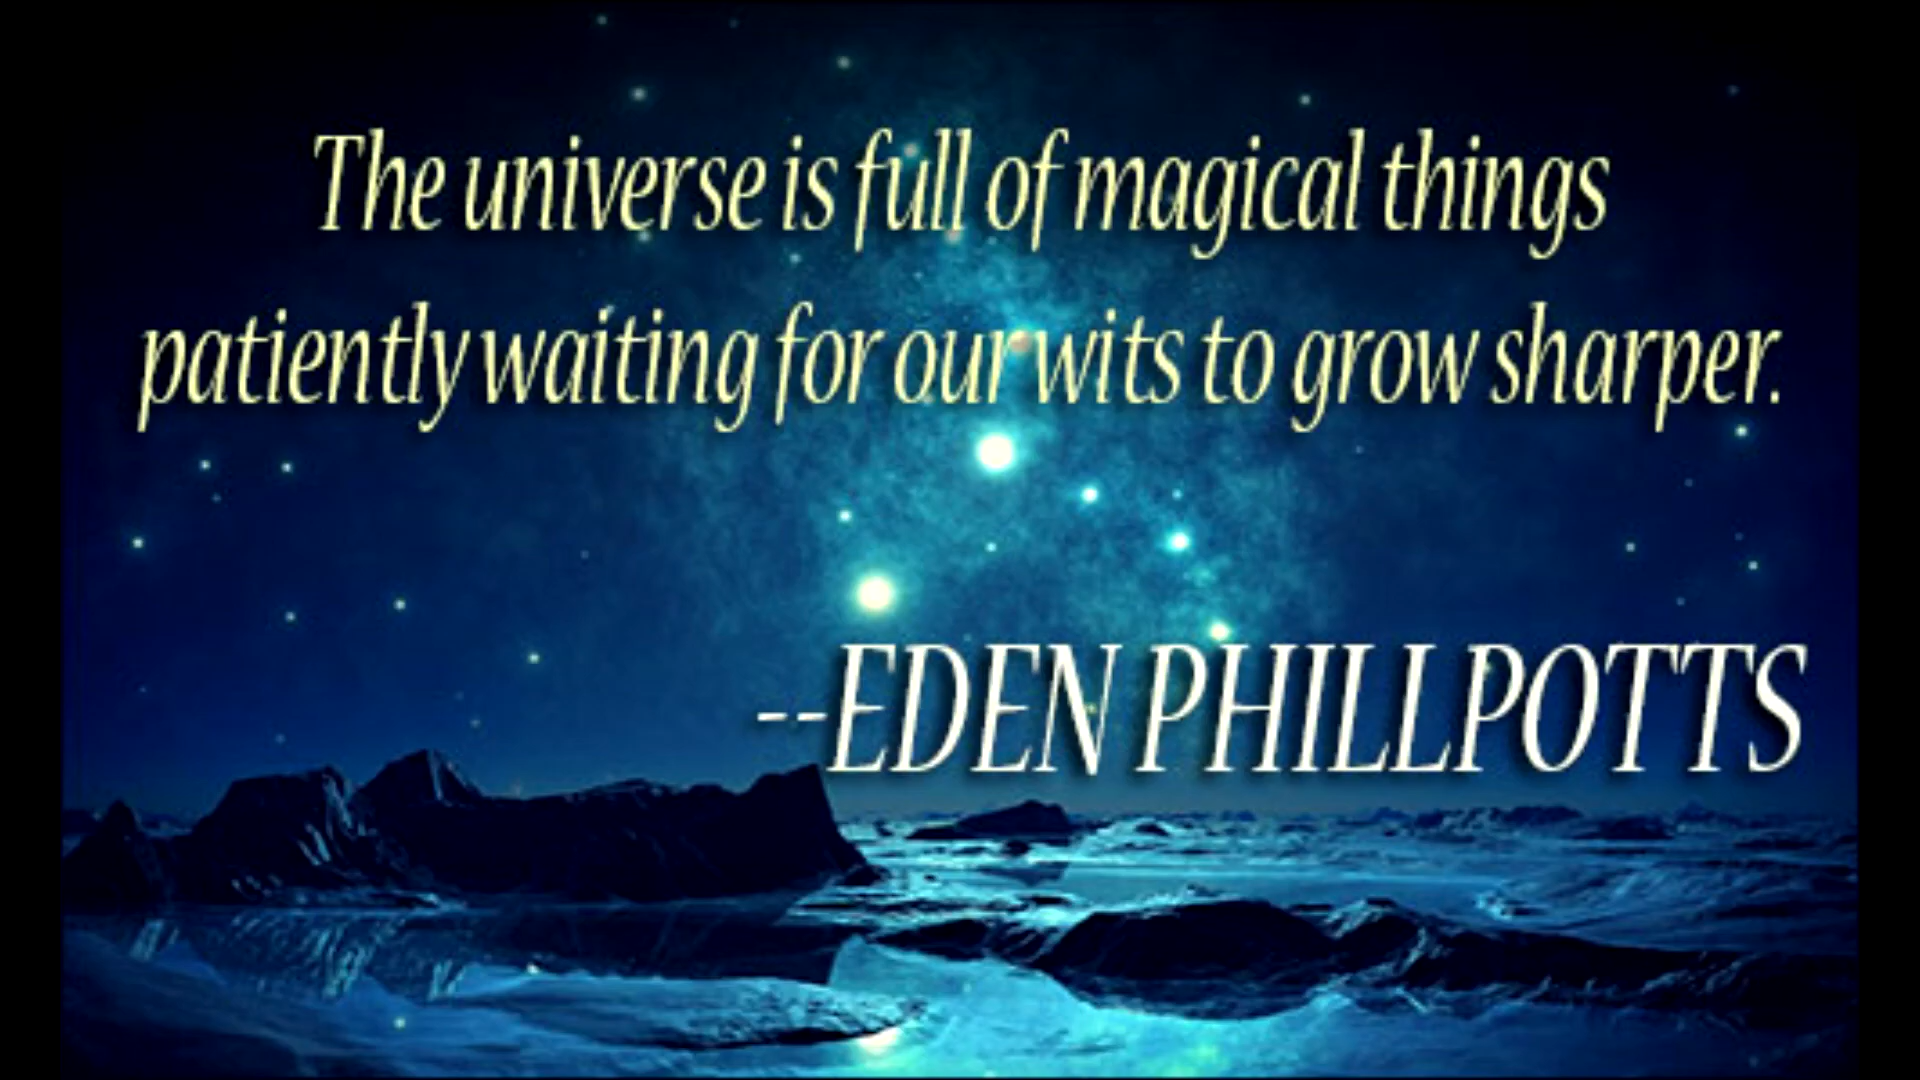 The universe is full of magical things
patiently waiting for our wits to grow sharper.
--EDEN PHILLPOTTS